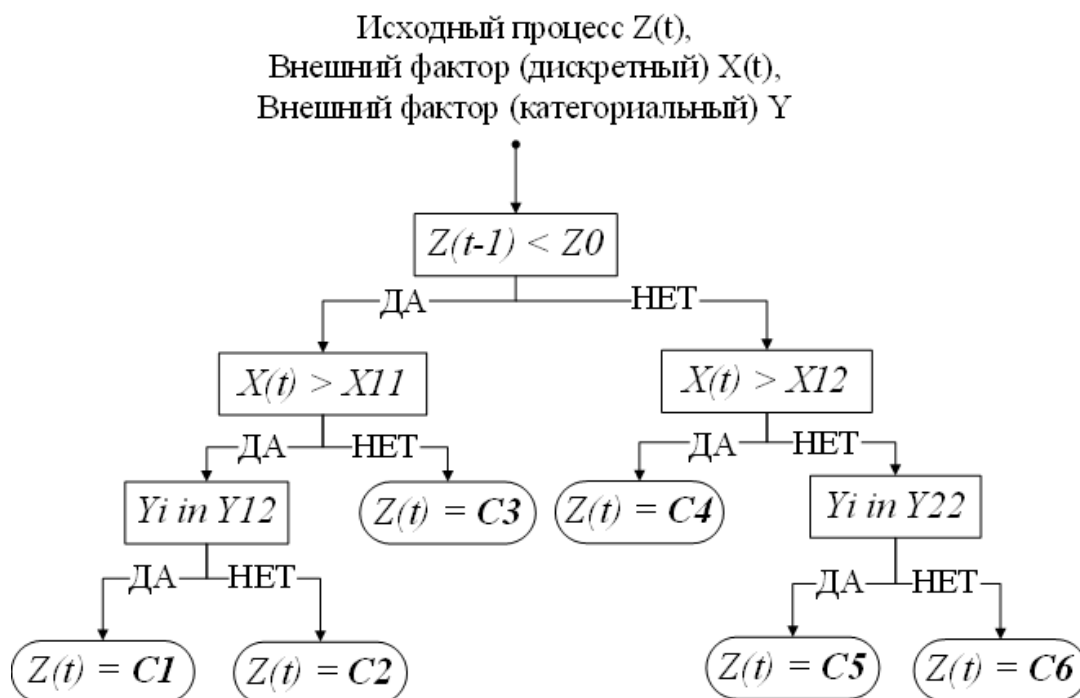 Исходный процесс Z(t),
Внешний фактор (дискретный) X(t),
Внешний фактор (категориальный) Y
Z(t-1) < Z0
ДА
НЕТ
X(t) > X11
X(t) > X12
ДА
НЕТ
ДА
НЕТ
Yi in Y12
Z(t) = C3
Z(t) = C4
Yi in Y22
ДА
НЕТ
ДА
НЕТ
Z(t) = C1
Z(t) = C2
Z(t) = C5
Z(t) = C6